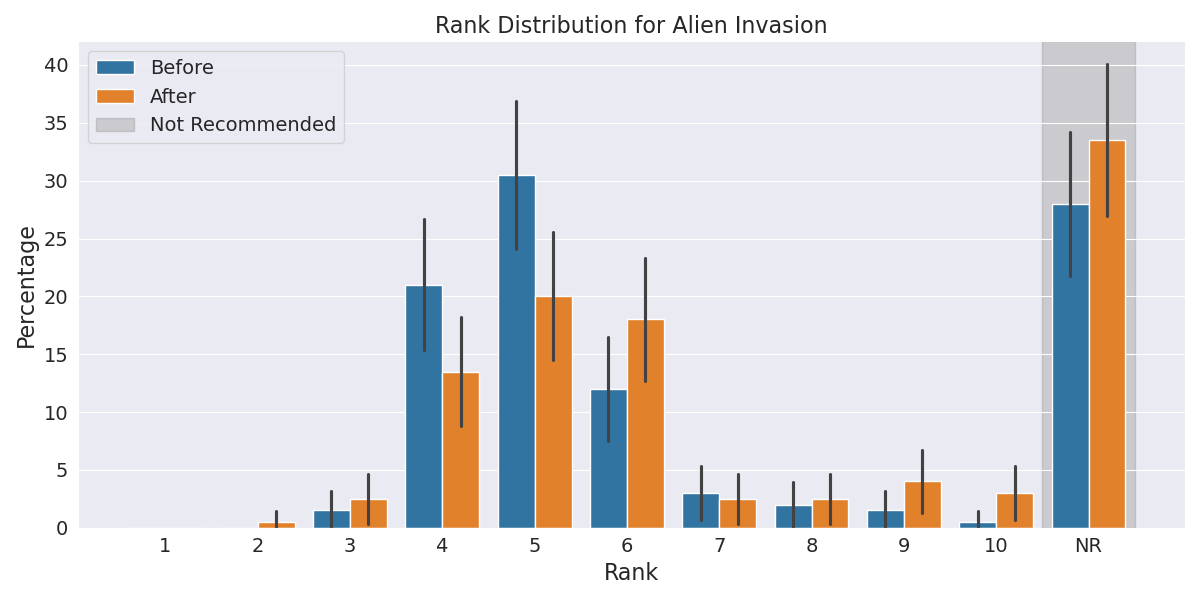 Rank Distribution for Alien Invasion
Before
After
Not Recommended
Percentage
40
35
30
25
20
15
10
5
0
1 2 3 4 5 6 7 8 9 10 NR
Rank